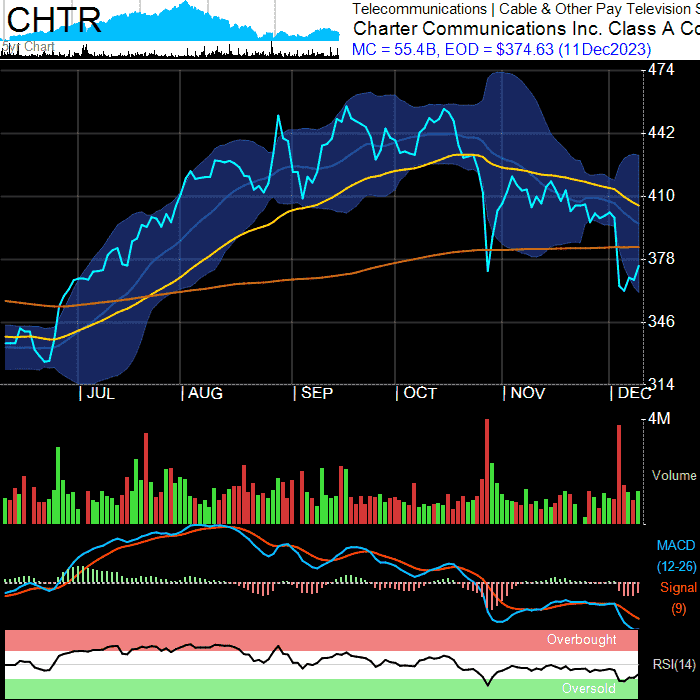 CHTR
5yr Chart
Telecommunications | Cable & Other Pay Television S
Charter Communications Inc. Class A Co
MC = 55.4B, EOD = $374.63 (11Dec2023)
474
442
410
378
346
314
| JUL | AUG | SEP | OCT | NOV | DEC
4M
Volume
MACD
(12-26)
Signal
(9)
Overbought
RSI(14)
Oversold